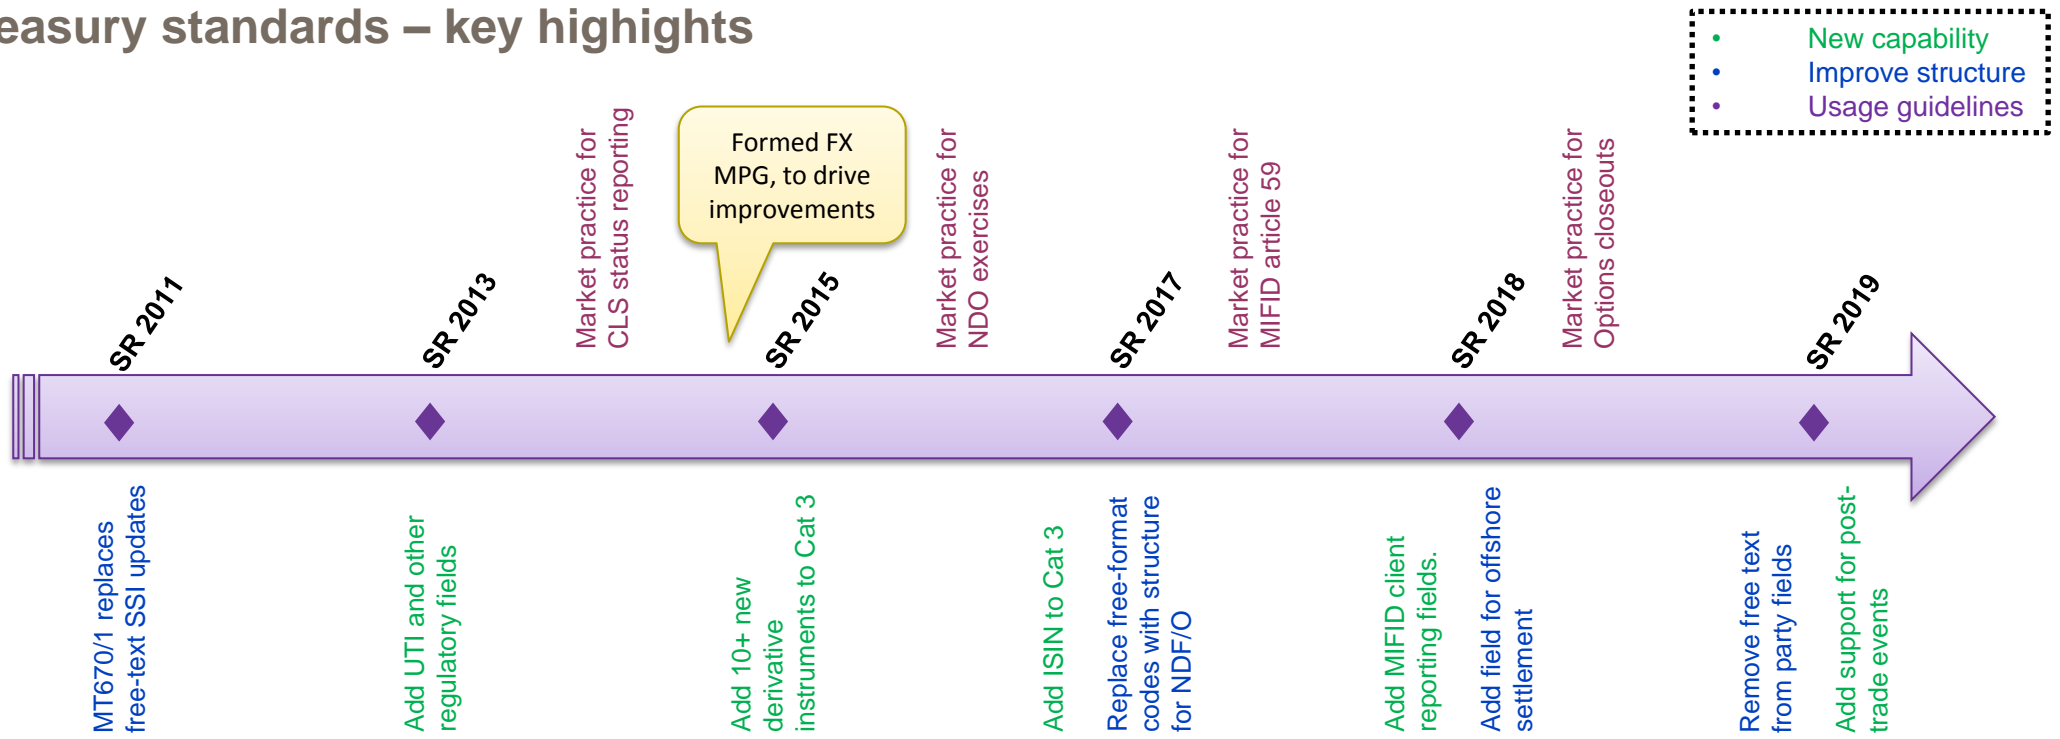 easury standards – key highights
• New capability
• Improve structure
• Usage guidelines
Market practice for
CLS status reporting
Formed FX
MPG, to drive
improvements
Market practice for
NDO exercises
Market practice for
MIFID article 59
Market practice for
Options closeouts
SR 2011
SR 2013
SR 2015
SR 2017
SR 2018
SR 2019
MT670/1 replaces
free-text SSI updates
Add UTI and other
regulatory fields
Add 10+ new
derivative
instruments to Cat 3
Add ISIN to Cat 3
Replace free-format
codes with structure
for NDF/O
Add MIFID client
reporting fields.
Add field for offshore
settlement
Remove free text
from party fields
Add support for post-
trade events